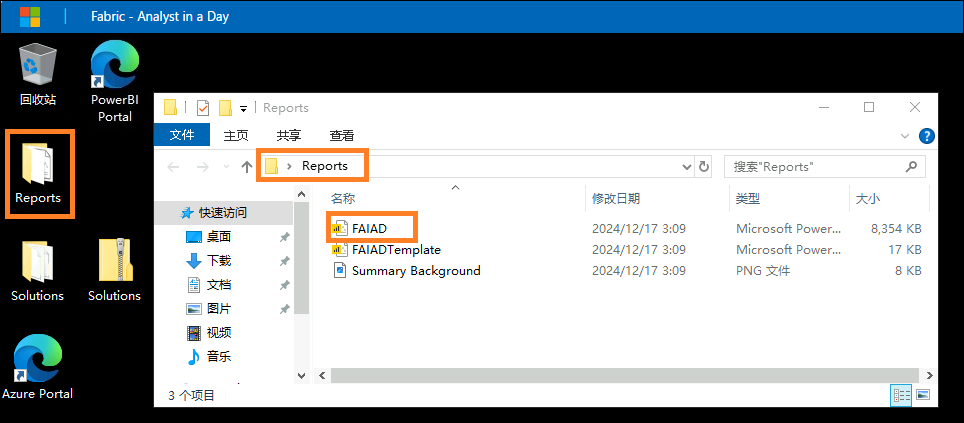 Fabric - Analyst in a Day
回收站
PowerBI
Portal
Reports
Solutions
Solutions
Azure Portal
Reports
文件
主页
共享
查看
Reports
搜索"Reports"
名称
修改日期
类型
大小
快速访问
桌面
下载
文档
图片
视频
音乐
FAIAD
2024/12/17 3:09
Microsoft Power...
8,354 KB
FAIADTemplate
2024/12/17 3:09
Microsoft Power...
17 KB
Summary Background
2024/12/17 3:09
PNG 文件
8 KB
3 个项目